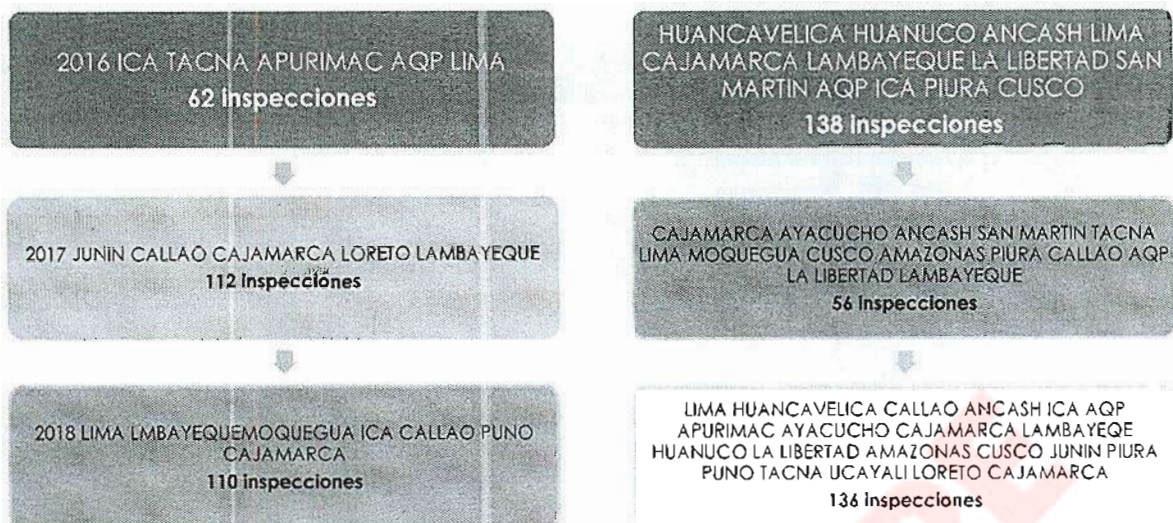 2016 ICA TACNA APURIMAC AQP LIMA
62 inspecciones
2017 JUNIN CALLAO CAJAMARCA LORETO LAMBAYEQUE
112 inspecciones
2018 LIMA LMBAYEQUEMOQUEGUA ICA CALLAO PUNO
CAJAMARCA
110 inspecciones
HUANCAVELICA HUANUCO ANCASH LIMA
CAJAMARCA LAMBAYEQUE LA LIBERTAD SAN
MARTIN AQP ICA PIURA CUSCO
138 inspecciones
CAJAMARCA AYACUCHO ANCASH SAN MARTIN TACNA
LIMA MOQUEGUA CUSCO AMAZONAS PIURA CALLAO AQP
LA LIBERTAD LAMBAYEQUE
56 inspecciones
LIMA HUANCAVELICA CALLAO ANCASH ICA AQP
APURIMAC AYACUCHO CAJAMARCA LAMBAYEQE
HUANUCO LA LIBERTAD AMAZONAS CUSCO JUNIN PIURA
PUNO TACNA UCAYALI LORETO CAJAMARCA
136 inspecciones